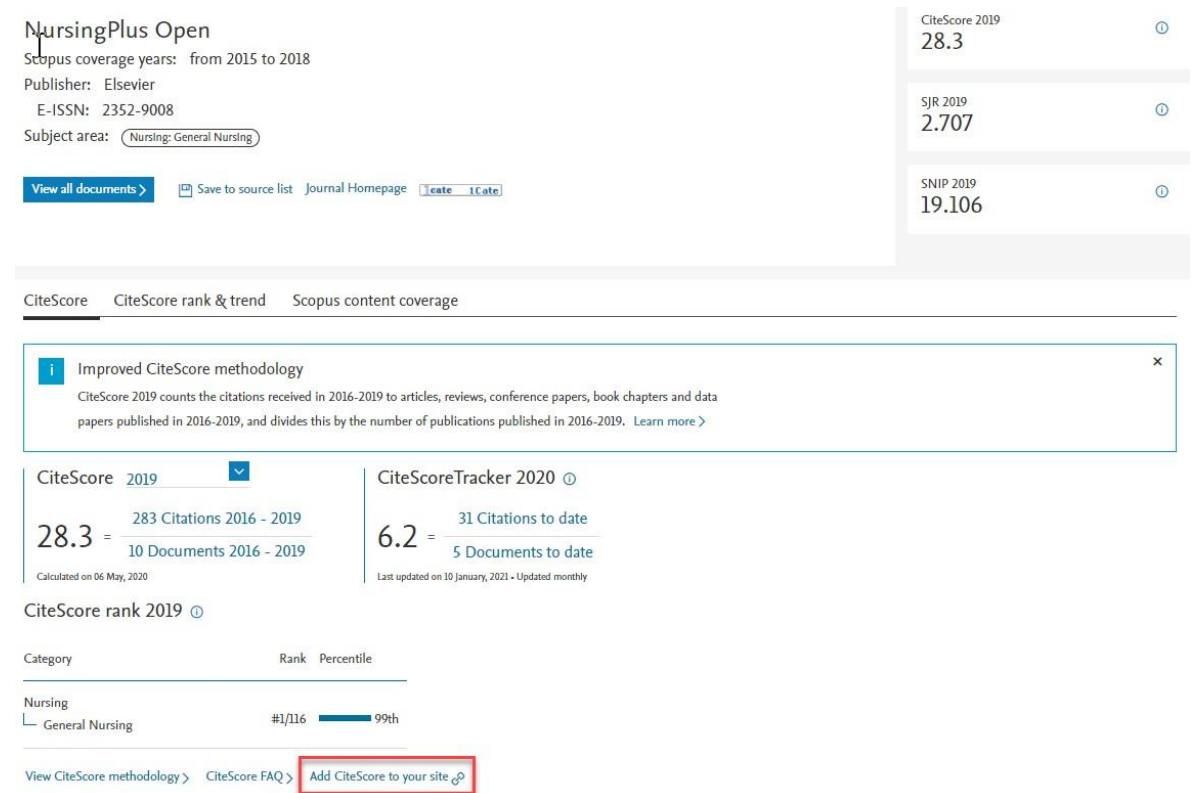 NursingPlus Open
Scopus coverage years: from 2015 to 2018
Publisher: Elsevier
E-ISSN: 2352-9008
Subject area: Nursing: General Nursing
View all documents > Save to source list Journal Homepage 1Cate
CiteScore 2019
28.3
SJR 2019
2.707
SNIP 2019
19.106
CiteScore CiteScore rank & trend Scopus content coverage
i Improved CiteScore methodology ×
CiteScore 2019 counts the citations received in 2016-2019 to articles, reviews, conference papers, book chapters and data
papers published in 2016-2019, and divides this by the number of publications published in 2016-2019. Learn more >
CiteScore 2019
28.3 = 283 Citations 2016 - 2019
10 Documents 2016 - 2019
Calculated on 06 May, 2020
CiteScoreTracker 2020
6.2 = 31 Citations to date
5 Documents to date
Last updated on 10 January, 2021 • Updated monthly
CiteScore rank 2019
Category Rank Percentile
Nursing
General Nursing #1/116 99th
View CiteScore methodology > CiteScore FAQ > Add CiteScore to your site